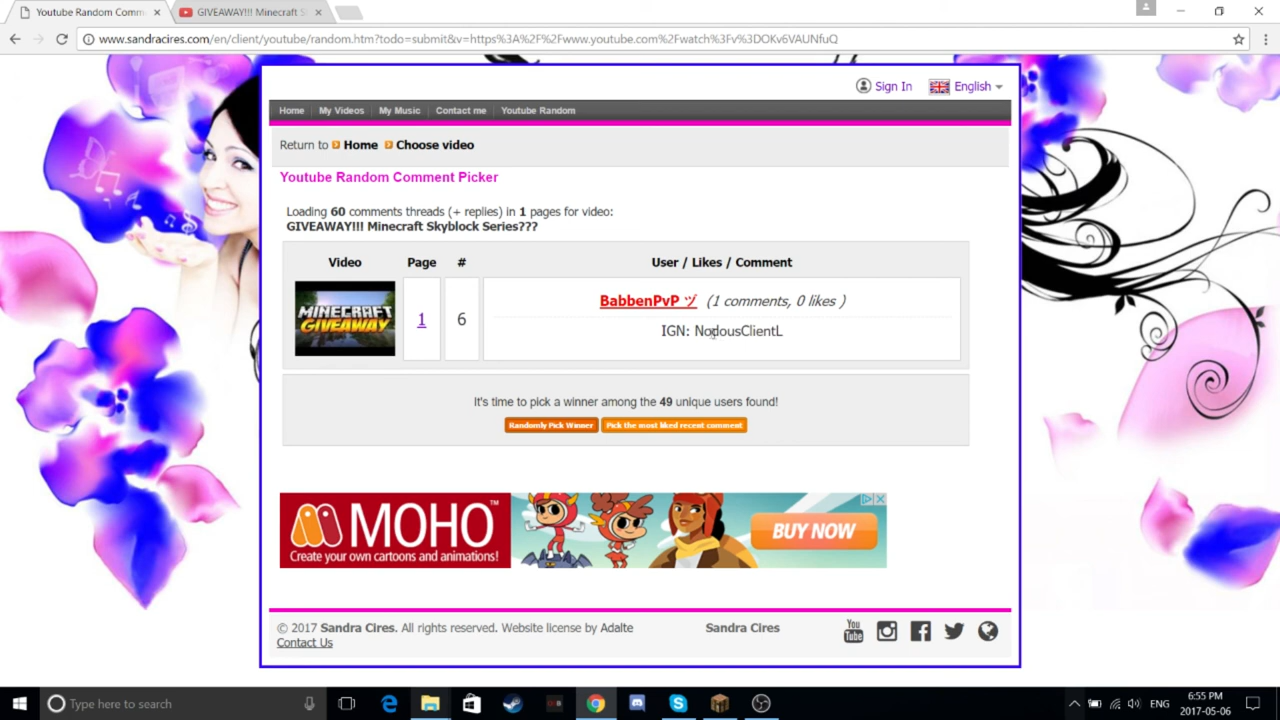 Youtube Random Comm
GIVEAWAY!!! Minecraft S
www.sandracires.com/en/client/youtube/random.htm?todo=submit&v=https%3A%2F%2Fwww.youtube.com%2Fwatch%3Fv%3DOKv6VAUNfuQ
Sign In English
Home My Videos My Music Contact me Youtube Random
Return to Home Choose video
Youtube Random Comment Picker
Loading 60 comments threads (+ replies) in 1 pages for video:
GIVEAWAY!!! Minecraft Skyblock Series???
Video Page # User / Likes / Comment
MINECRAFT
GIVEAWAY
1 6
BabbenPvP ヅ (1 comments, 0 likes )
IGN: NodousClientL
It's time to pick a winner among the 49 unique users found!
Randomly Pick Winner Pick the most liked recent comment
MOHO™
Create your own cartoons and animations!
BUY NOW
© 2017 Sandra Cires. All rights reserved. Website license by Adalte
Contact Us
Sandra Cires
You
Tube
Type here to search
ENG
6:55 PM
2017-05-06